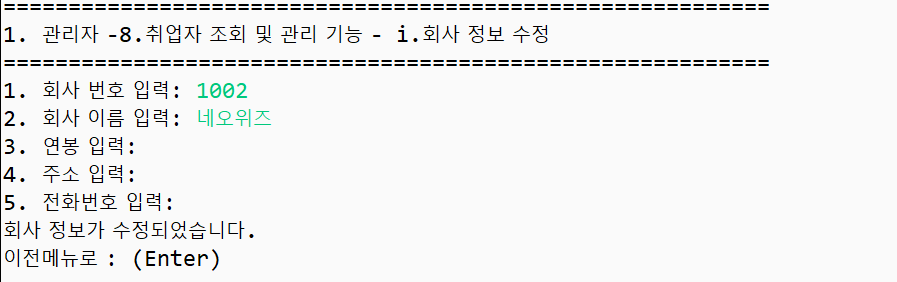 ===========================================================
1. 관리자 -8.취업자 조회 및 관리 기능 - i.회사 정보 수정
===========================================================
1. 회사 번호 입력: 1002
2. 회사 이름 입력: 네오위즈
3. 연봉 입력:
4. 주소 입력:
5. 전화번호 입력:
회사 정보가 수정되었습니다.
이전메뉴로 : (Enter)